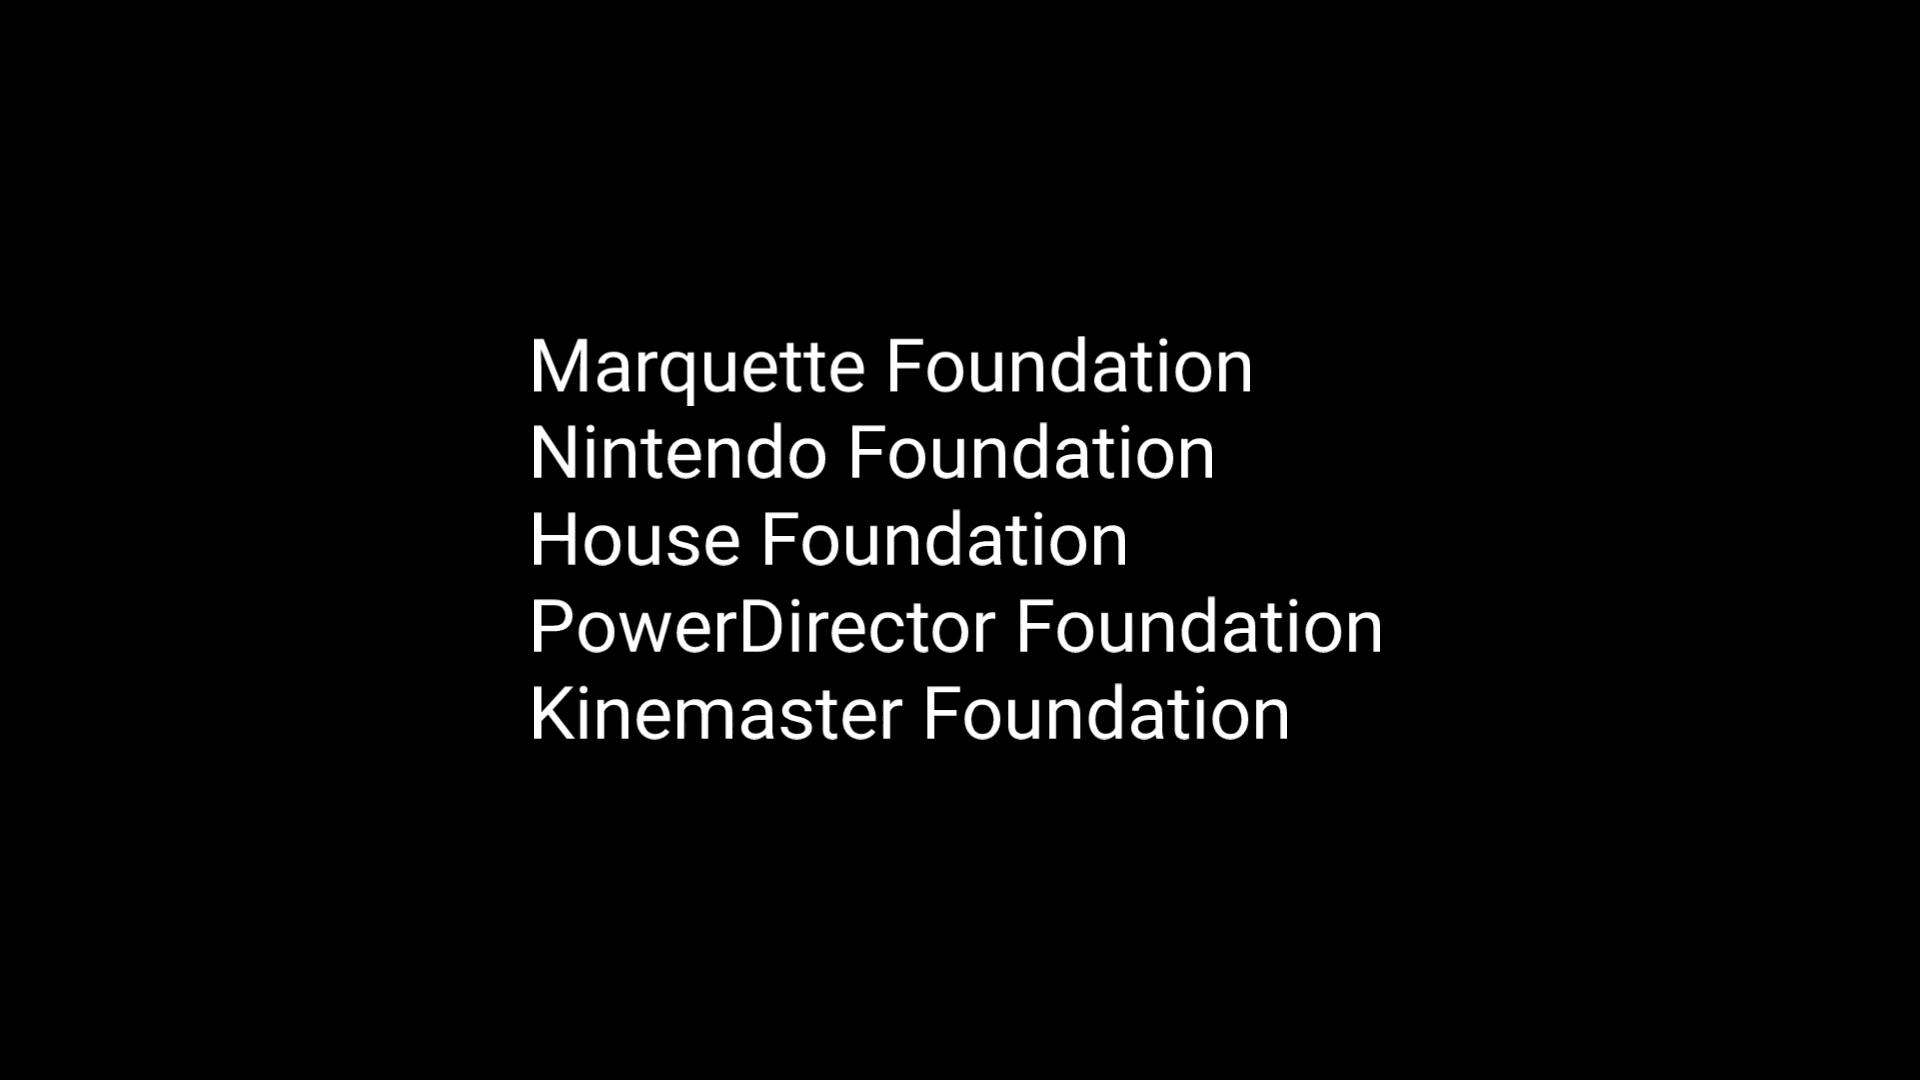 Marquette Foundation
Nintendo Foundation
House Foundation
PowerDirector Foundation
Kinemaster Foundation